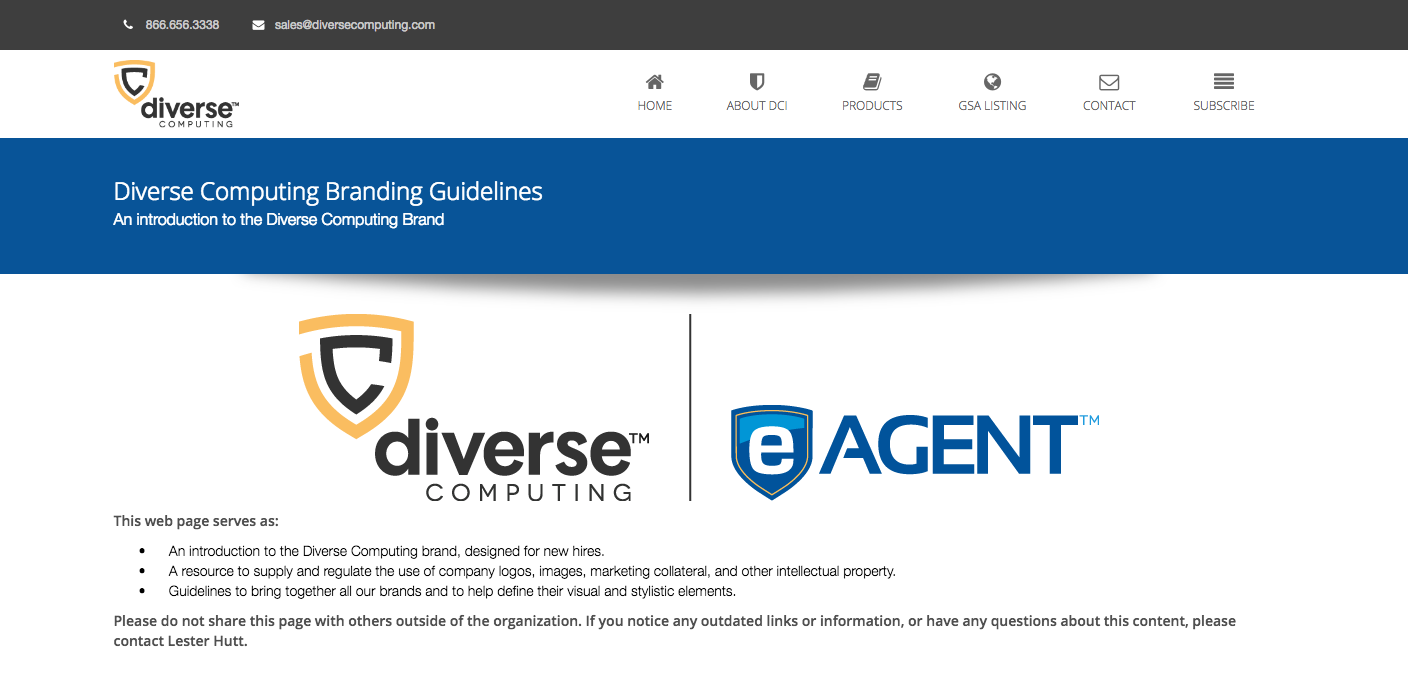 866.656.3338 sales@diversecomputing.com
diverse™
COMPUTING
HOME ABOUT DCI PRODUCTS GSA LISTING CONTACT SUBSCRIBE
Diverse Computing Branding Guidelines
An introduction to the Diverse Computing Brand
diverse™
COMPUTING
e AGENT™
This web page serves as:
• An introduction to the Diverse Computing brand, designed for new hires.
• A resource to supply and regulate the use of company logos, images, marketing collateral, and other intellectual property.
• Guidelines to bring together all our brands and to help define their visual and stylistic elements.
Please do not share this page with others outside of the organization. If you notice any outdated links or information, or have any questions about this content, please
contact Lester Hutt.